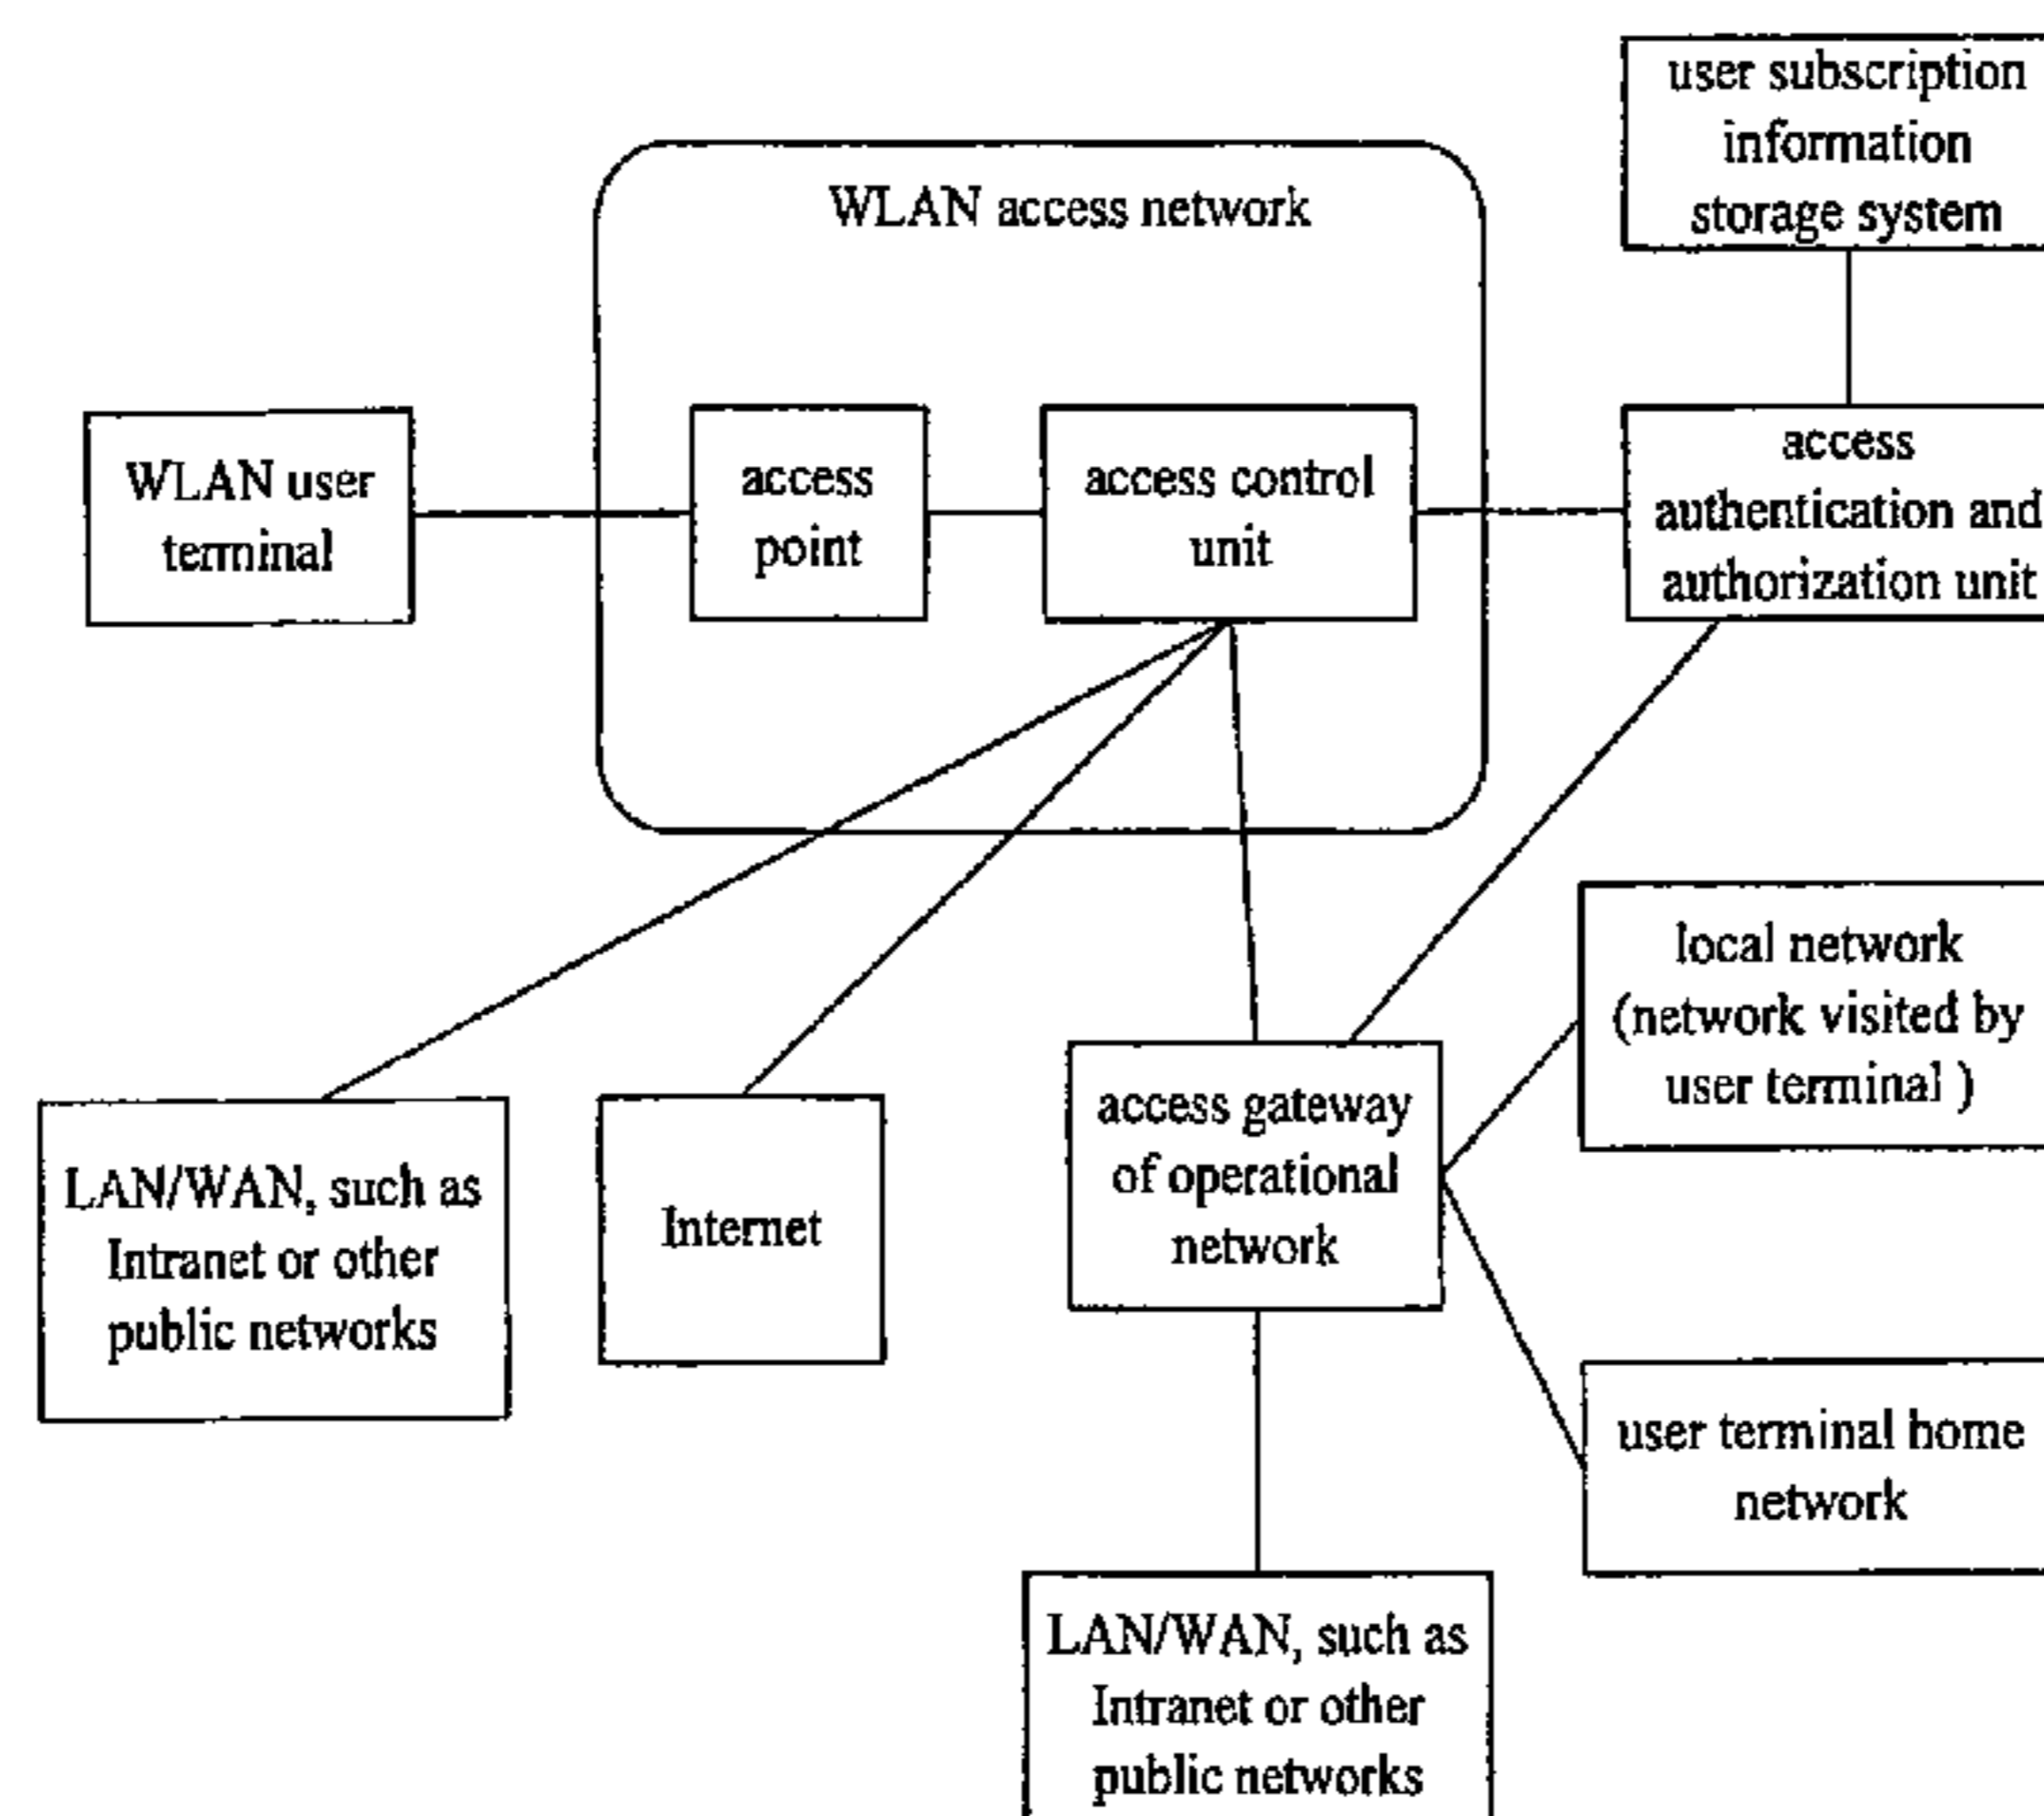 user subscription
information
storage system
WLAN access network
WLAN user
terminal
access
point
access control
unit
access
authentication and
authorization unit
local network
(network visited by
user terminal )
LAN/WAN, such as
Intranet or other
public networks
Internet
access gateway
of operational
network
user terminal home
network
LAN/WAN, such as
Intranet or other
public networks